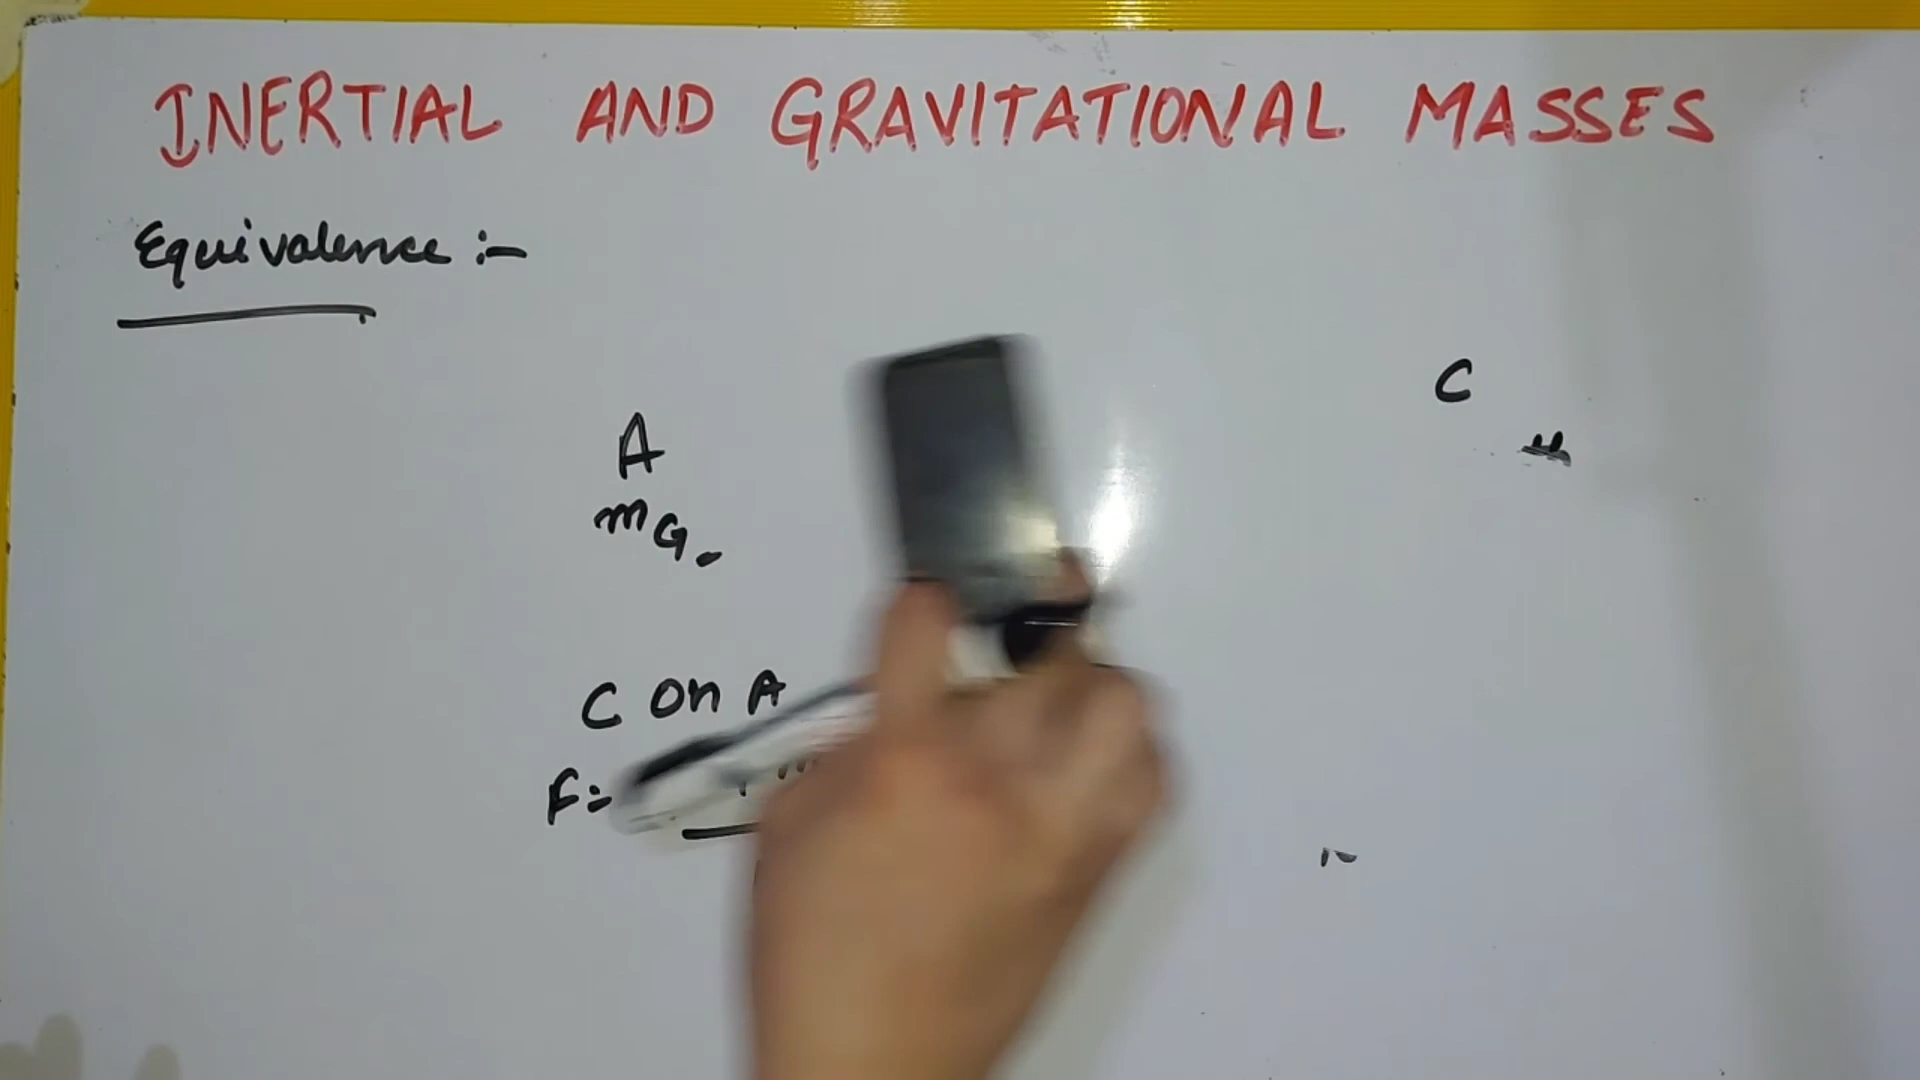 INERTIAL AND GRAVITATIONAL MASSES
Equivalence :-
C
A
mG.
C on A
F=